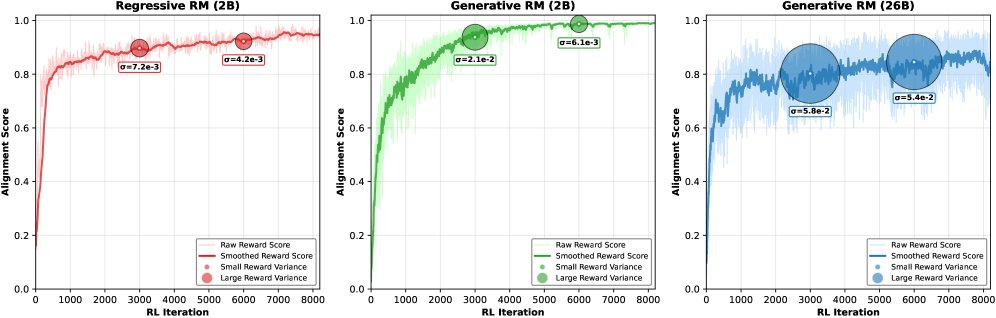 Regressive RM (2B)
Alignment Score
1.0
0.8
0.6
0.4
0.2
0.0
σ=7.2e-3
σ=4.2e-3
Raw Reward Score
Smoothed Reward Score
Small Reward Variance
Large Reward Variance
0 1000 2000 3000 4000 5000 6000 7000 8000
RL Iteration
Generative RM (2B)
Alignment Score
1.0
0.8
0.6
0.4
0.2
0.0
σ=2.1e-2
σ=6.1e-3
Raw Reward Score
Smoothed Reward Score
Small Reward Variance
Large Reward Variance
0 1000 2000 3000 4000 5000 6000 7000 8000
RL Iteration
Generative RM (26B)
Alignment Score
1.0
0.8
0.6
0.4
0.2
0.0
σ=5.8e-2
σ=5.4e-2
Raw Reward Score
Smoothed Reward Score
Small Reward Variance
Large Reward Variance
0 1000 2000 3000 4000 5000 6000 7000 8000
RL Iteration